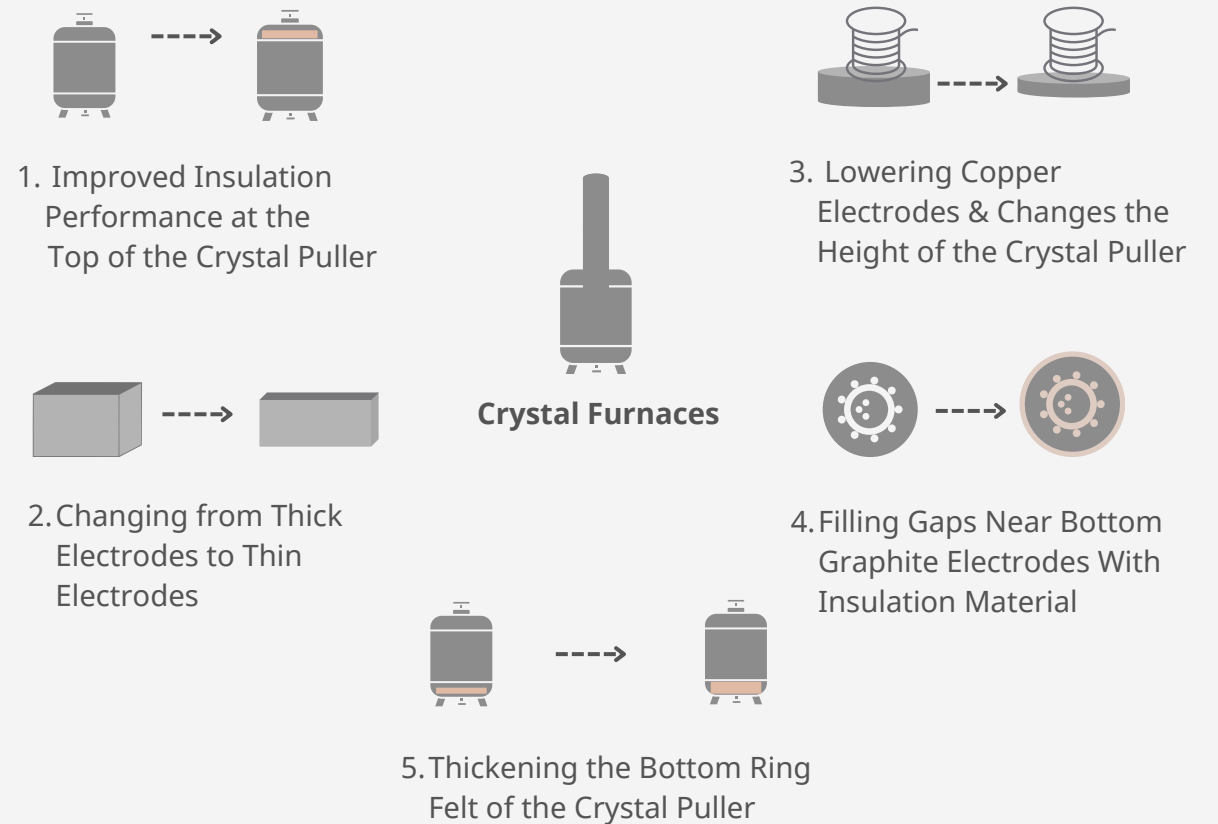 1. Improved Insulation
Performance at the
Top of the Crystal Puller
2. Changing from Thick
Electrodes to Thin
Electrodes
Crystal Furnaces
3. Lowering Copper
Electrodes & Changes the
Height of the Crystal Puller
4. Filling Gaps Near Bottom
Graphite Electrodes With
Insulation Material
5. Thickening the Bottom Ring
Felt of the Crystal Puller